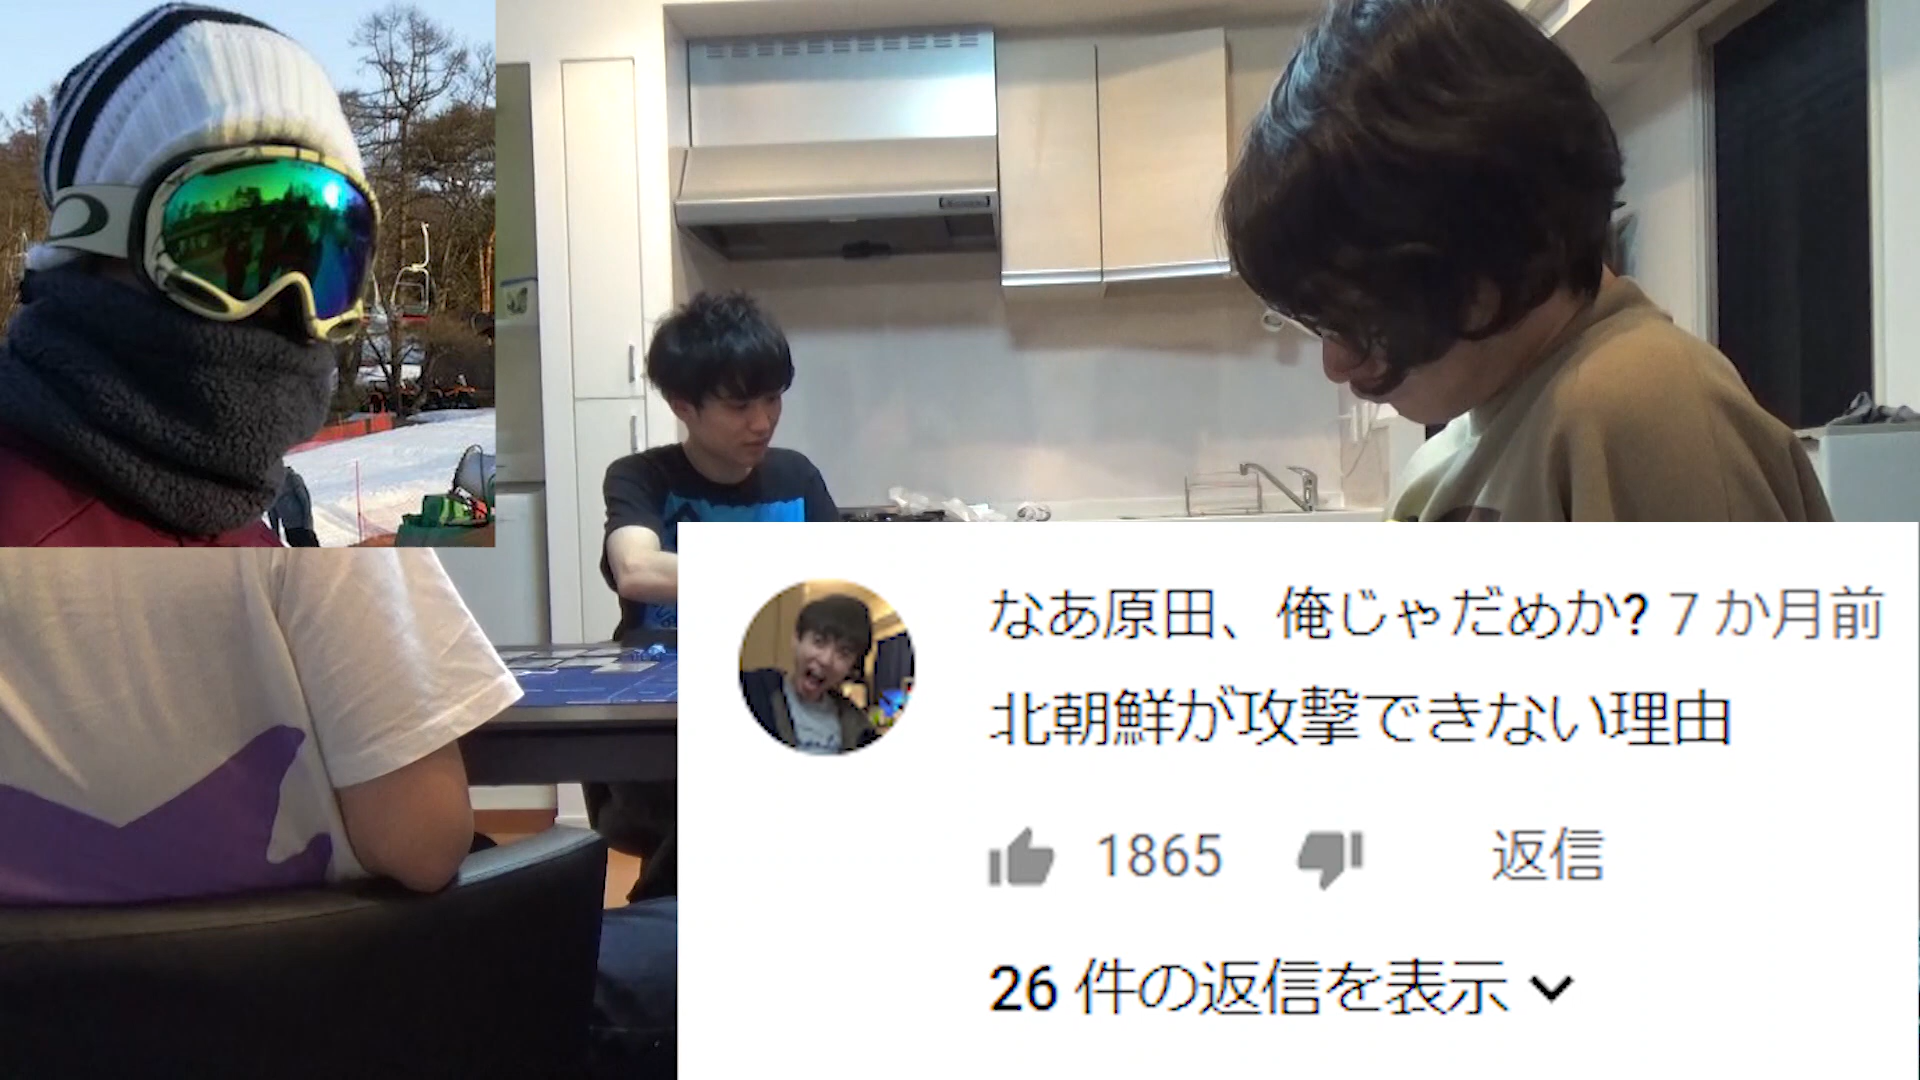 なあ原田、俺じゃだめか? 7 か月前
北朝鮮が攻撃できない理由
1865 返信
26 件の返信を表示